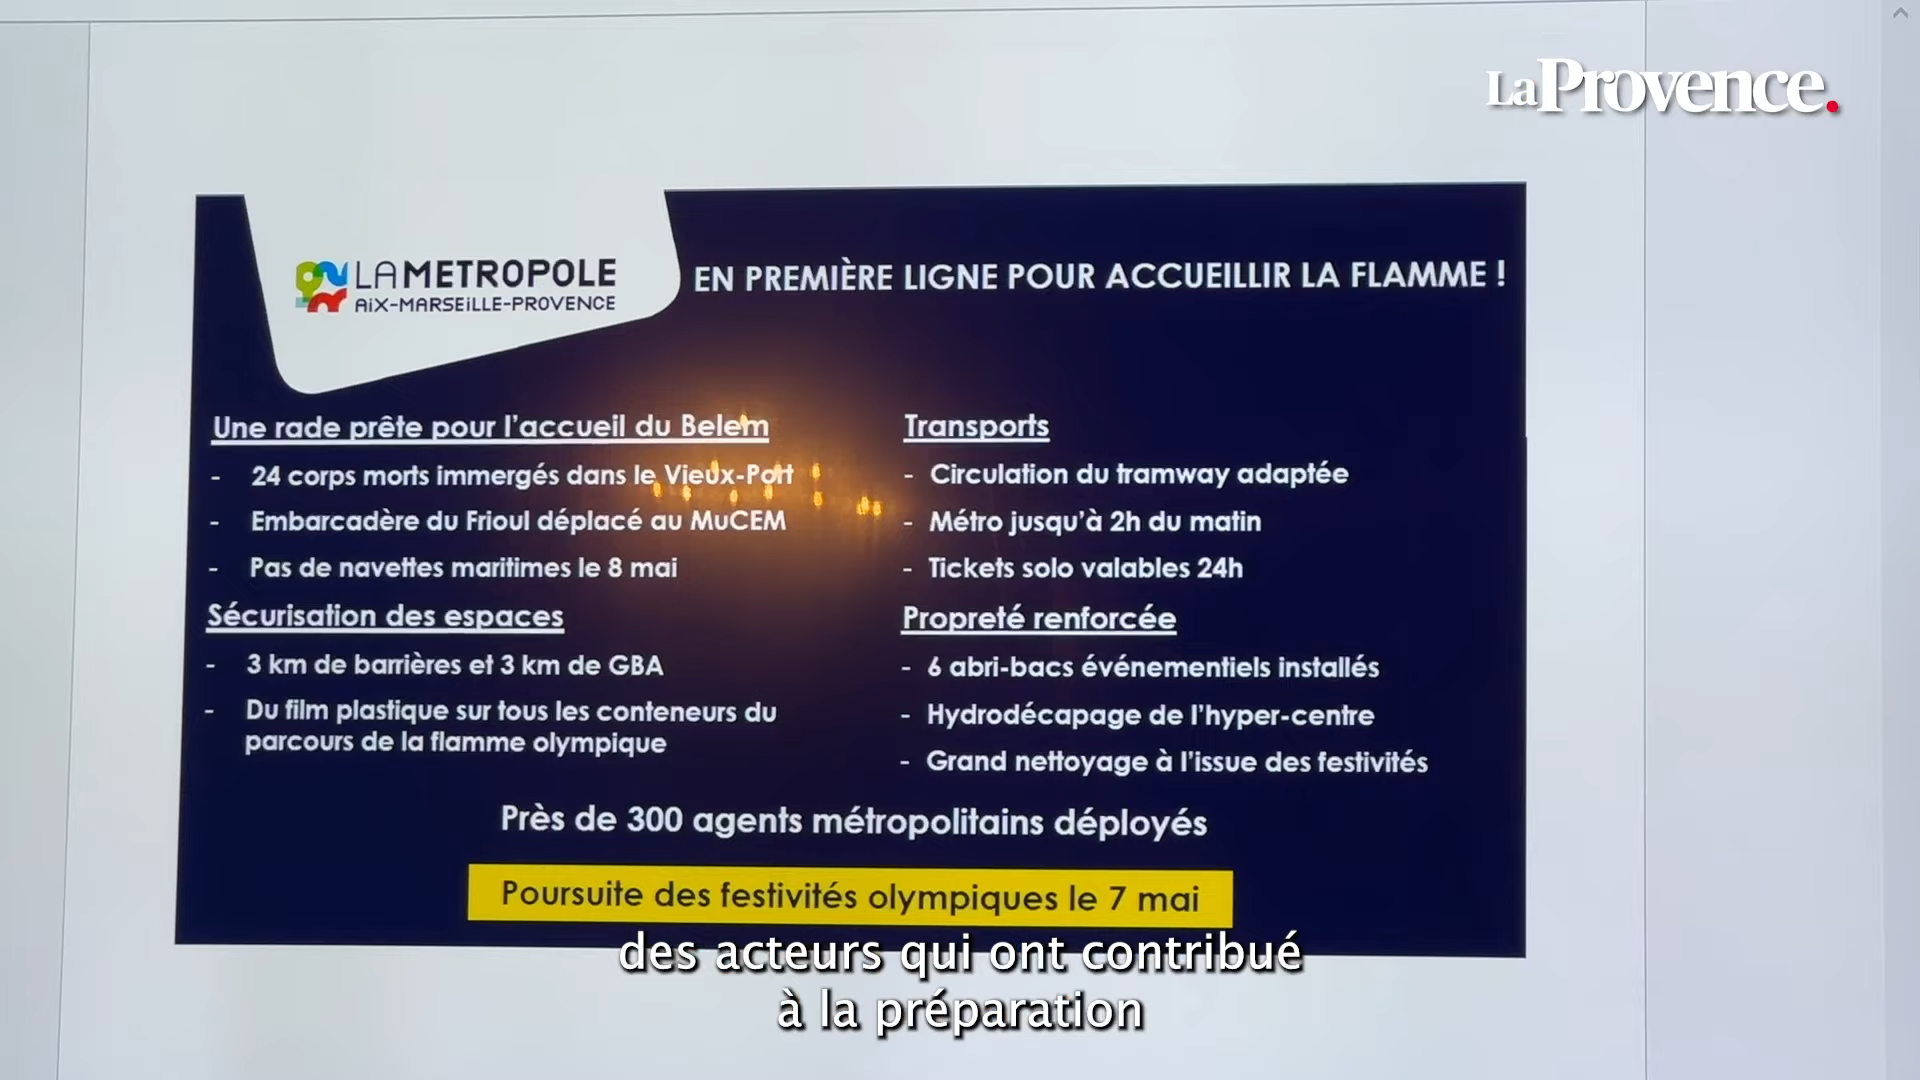 LaProvence.
LAMETROPOLE
AiX-MARSEiLLE-PROVENCE
EN PREMIÈRE LIGNE POUR ACCUEILLIR LA FLAMME !
Une rade prête pour l'accueil du Belem
- 24 corps morts immergés dans le Vieux-Port
- Embarcadère du Frioul déplacé au MuCEM
- Pas de navettes maritimes le 8 mai
Sécurisation des espaces
- 3 km de barrières et 3 km de GBA
- Du film plastique sur tous les conteneurs du
parcours de la flamme olympique
Transports
- Circulation du tramway adaptée
- Métro jusqu'à 2h du matin
- Tickets solo valables 24h
Propreté renforcée
- 6 abri-bacs événementiels installés
- Hydrodécapage de l'hyper-centre
- Grand nettoyage à l'issue des festivités
Près de 300 agents métropolitains déployés
Poursuite des festivités olympiques le 7 mai
des acteurs qui ont contribué
à la préparation